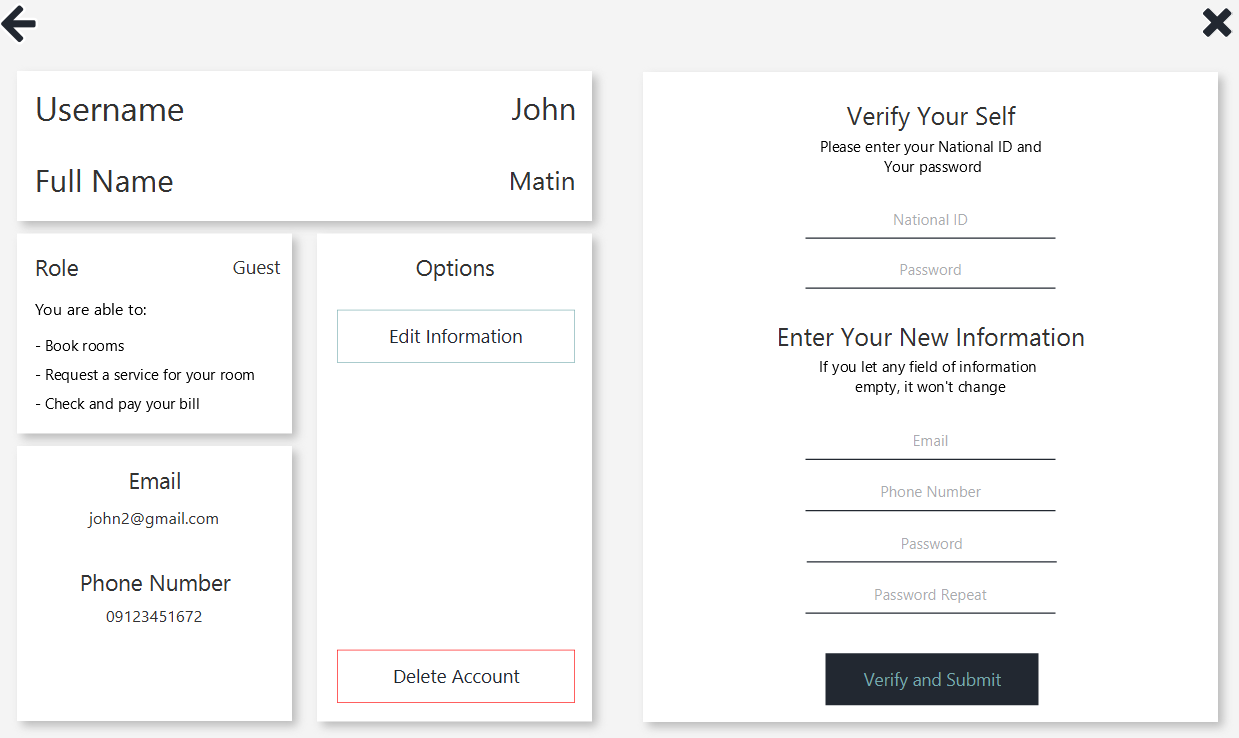 Username John
Full Name Matin
Role Guest
You are able to:
- Book rooms
- Request a service for your room
- Check and pay your bill
Email
john2@gmail.com
Phone Number
09123451672
Options
Edit Information
Delete Account
Verify Your Self
Please enter your National ID and
Your password
National ID
Password
Enter Your New Information
If you let any field of information
empty, it won't change
Email
Phone Number
Password
Password Repeat
Verify and Submit